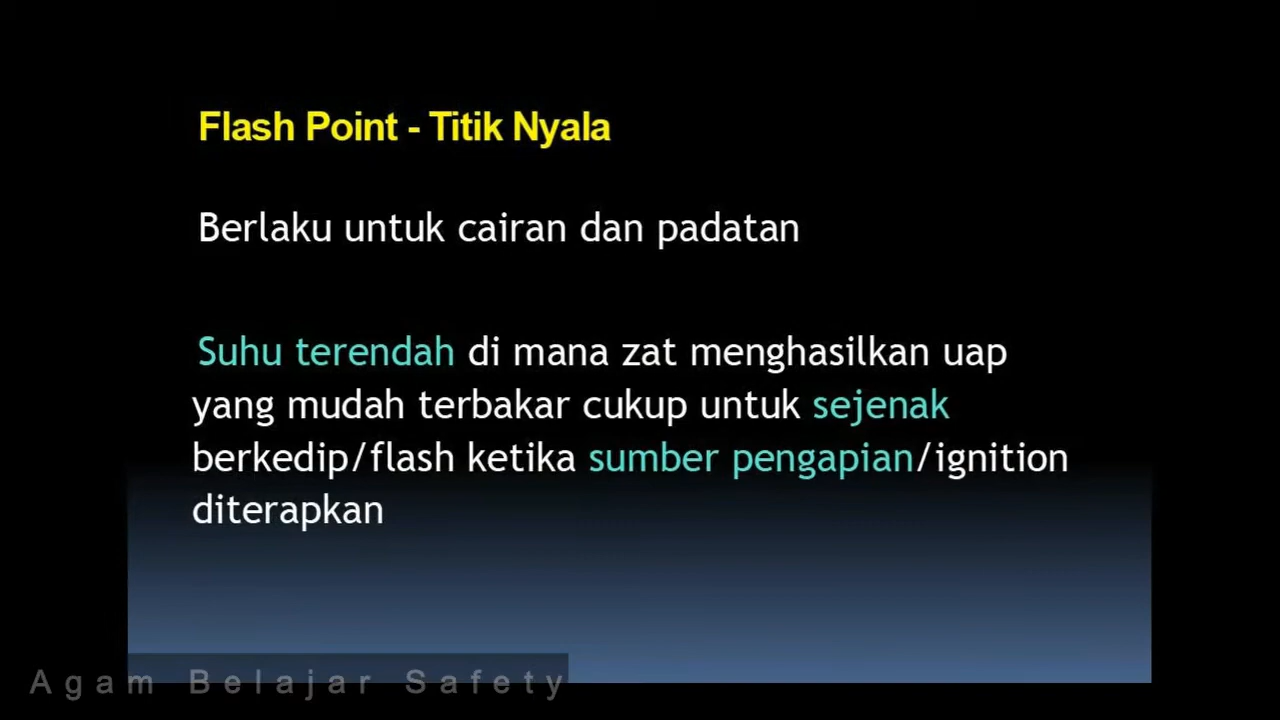 Flash Point - Titik Nyala
Berlaku untuk cairan dan padatan
Suhu terendah di mana zat menghasilkan uap
yang mudah terbakar cukup untuk sejenak
berkedip/flash ketika sumber pengapian/ignition
diterapkan
Agam Belajar Safety